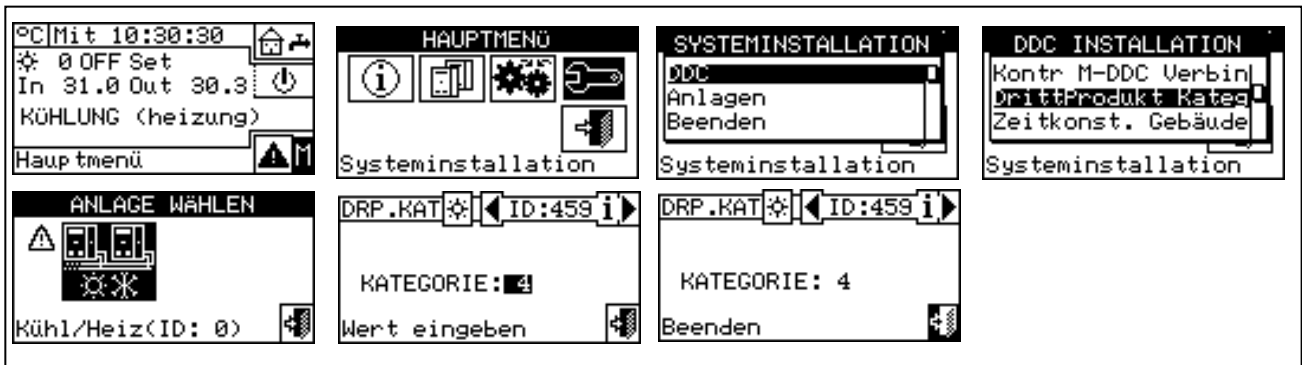 °C Mit 10:30:30
0 OFF Set
In 31.0 Out 30.3
KÜHLUNG (heizung)
Haup tmenü
M
HAUPTMENÜ
i
Systeminstallation
SYSTEMINSTALLATION
DDC
Anlagen
Beenden
Systeminstallation
DDC INSTALLATION
Kontr M-DDC Verbin
DrittProdukt Kateg
Zeitkonst. Gebäude
Systeminstallation
ANLAGE WÄHLEN
Kühl/Heiz(ID: 0)
DRP.KAT ID:459 i
KATEGORIE: 4
Wert eingeben
DRP.KAT ID:459 i
KATEGORIE: 4
Beenden